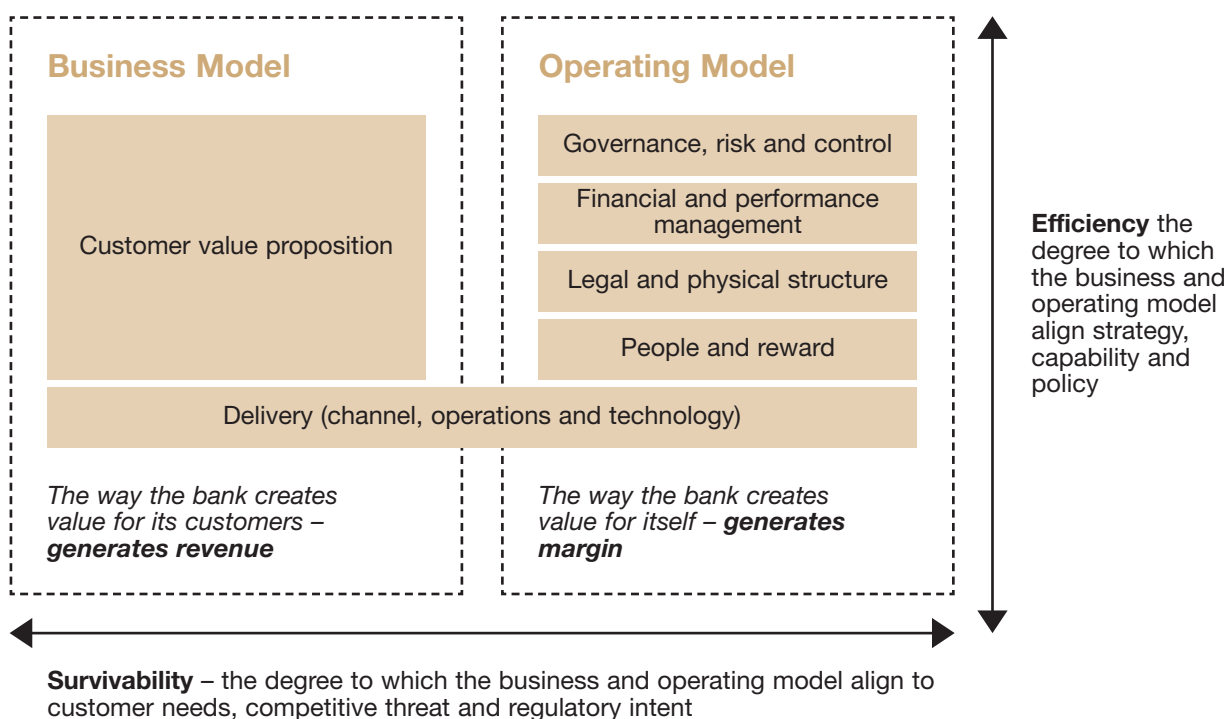 Business Model
Customer value proposition
Operating Model
Governance, risk and control
Financial and performance
management
Legal and physical structure
People and reward
Delivery (channel, operations and technology)
The way the bank creates
value for its customers –
generates revenue
The way the bank creates
value for itself – generates
margin
Efficiency the
degree to which
the business and
operating model
align strategy,
capability and
policy
Survivability – the degree to which the business and operating model align to
customer needs, competitive threat and regulatory intent